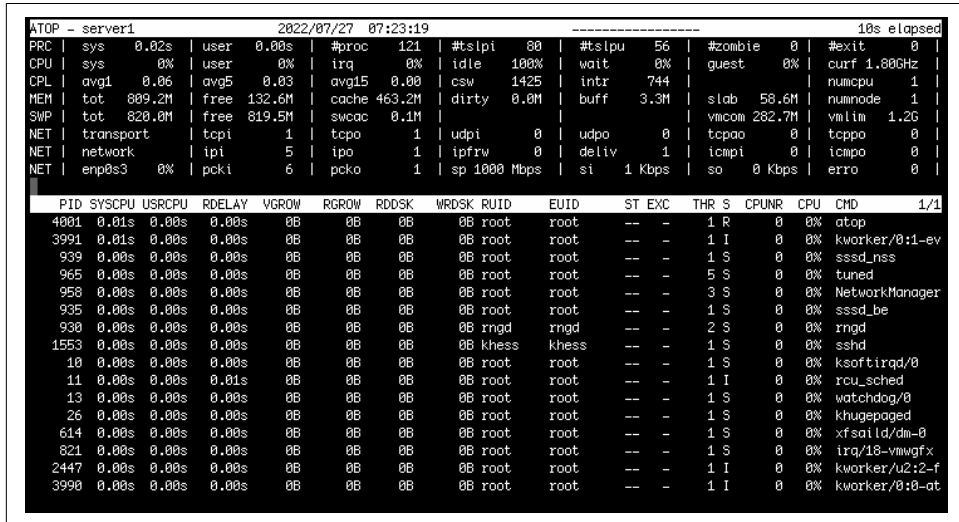 ATOP - server1 2022/07/27 07:23:19 ----------------- 10s elapsed
PRC | sys 0.02s | user 0.00s | #proc 121 | #tslpi 80 | #tslpu 56 | #zombie 0 | #exit 0 |
CPU | sys 0% | user 0% | irq 0% | idle 100% | wait 0% | guest 0% | curf 1.80GHz |
CPL | avg1 0.06 | avg5 0.03 | avg15 0.00 | csw 1425 | intr 744 | | numcpu 1 |
MEM | tot 809.2M | free 132.6M | cache 463.2M | dirty 0.0M | buff 3.3M | slab 58.6M | numnode 1 |
SWP | tot 820.0M | free 819.5M | swcac 0.1M | | | vmcom 282.7M | vmlim 1.2G |
NET | transport | tcpi 1 | tcpo 1 | udpi 0 | udpo 0 | tcpao 0 | tcppo 0 |
NET | network | ipi 5 | ipo 1 | ipfrw 0 | deliv 1 | icmpi 0 | icmpo 0 |
NET | enp0s3 0% | pcki 6 | pcko 1 | sp 1000 Mbps | si 1 Kbps | so 0 Kbps | erro 0 |
PID SYSCPU USRCPU RDELAY VGROW RGROW RDDSK WRDSK RUID EUID ST EXC THR S CPUNR CPU CMD 1/1
4001 0.01s 0.00s 0.00s 0B 0B 0B 0B root root -- - 1 R 0 0% atop
3991 0.01s 0.00s 0.00s 0B 0B 0B 0B root root -- - 1 I 0 0% kworker/0:1-ev
939 0.00s 0.00s 0.00s 0B 0B 0B 0B root root -- - 1 S 0 0% sssd_nss
965 0.00s 0.00s 0.00s 0B 0B 0B 0B root root -- - 5 S 0 0% tuned
958 0.00s 0.00s 0.00s 0B 0B 0B 0B root root -- - 3 S 0 0% NetworkManager
935 0.00s 0.00s 0.00s 0B 0B 0B 0B root root -- - 1 S 0 0% sssd_be
930 0.00s 0.00s 0.00s 0B 0B 0B 0B rngd rngd -- - 2 S 0 0% rngd
1553 0.00s 0.00s 0.00s 0B 0B 0B 0B khess khess -- - 1 S 0 0% sshd
10 0.00s 0.00s 0.00s 0B 0B 0B 0B root root -- - 1 S 0 0% ksoftirqd/0
11 0.00s 0.00s 0.01s 0B 0B 0B 0B root root -- - 1 I 0 0% rcu_sched
13 0.00s 0.00s 0.00s 0B 0B 0B 0B root root -- - 1 S 0 0% watchdog/0
26 0.00s 0.00s 0.00s 0B 0B 0B 0B root root -- - 1 S 0 0% khugepaged
614 0.00s 0.00s 0.00s 0B 0B 0B 0B root root -- - 1 S 0 0% xfsaild/dm-0
821 0.00s 0.00s 0.00s 0B 0B 0B 0B root root -- - 1 S 0 0% irq/18-vmwgfx
2447 0.00s 0.00s 0.00s 0B 0B 0B 0B root root -- - 1 I 0 0% kworker/u2:2-f
3990 0.00s 0.00s 0.00s 0B 0B 0B 0B root root -- - 1 I 0 0% kworker/0:0-at